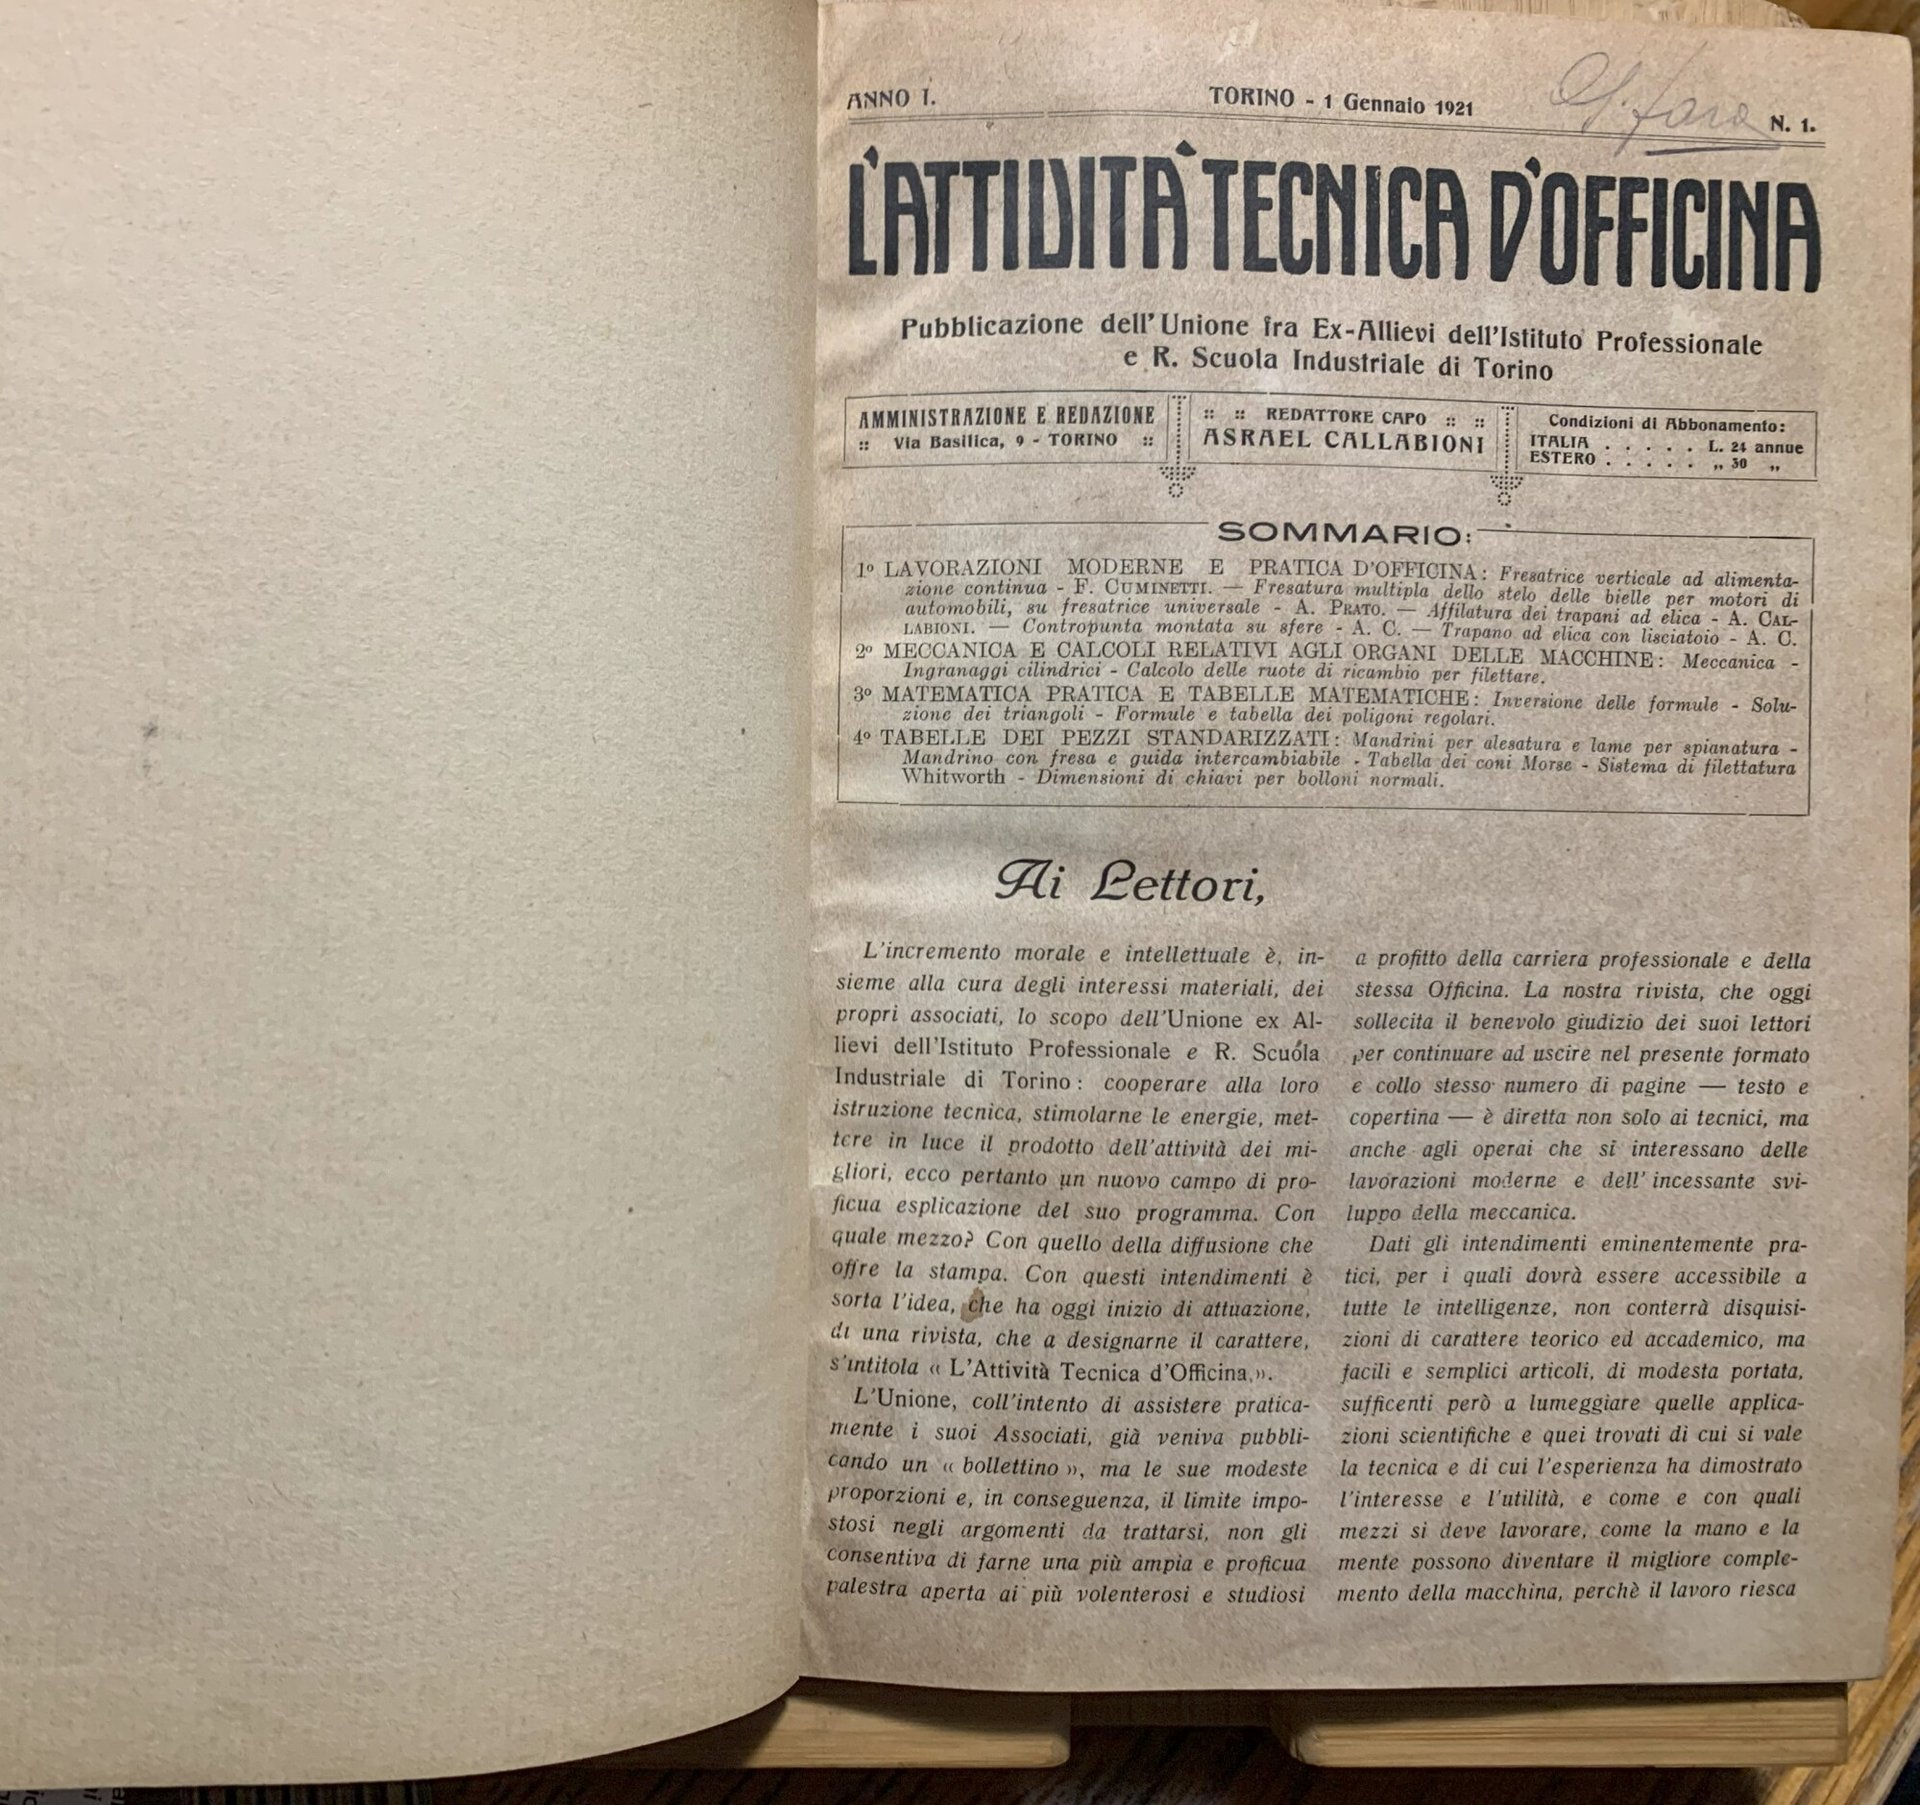 ANNO I.
TORINO - 1 Gennaio 1921
N. 1.
L'ATTIVITÀ TECNICA D'OFFICINA
Pubblicazione dell'Unione fra Ex-Allievi dell'Istituto Professionale
e R. Scuola Industriale di Torino
AMMINISTRAZIONE E REDAZIONE
:: Via Basilica, 9 - TORINO ::
:: :: REDATTORE CAPO :: ::
ASRAEL CALLABIONI
Condizioni di Abbonamento:
ITALIA . . . . . L. 24 annue
ESTERO . . . . . „ 30 „
SOMMARIO:
1º LAVORAZIONI MODERNE E PRATICA D'OFFICINA: Fresatrice verticale ad alimenta-
zione continua - F. CUMINETTI. — Fresatura multipla dello stelo delle bielle per motori di
automobili, su fresatrice universale - A. PRATO. — Affilatura dei trapani ad elica - A. CAL-
LABIONI. — Contropunta montata su sfere - A. C. — Trapano ad elica con lisciatoio - A. C.
2º MECCANICA E CALCOLI RELATIVI AGLI ORGANI DELLE MACCHINE: Meccanica -
Ingranaggi cilindrici - Calcolo delle ruote di ricambio per filettare.
3º MATEMATICA PRATICA E TABELLE MATEMATICHE: Inversione delle formule - Solu-
zione dei triangoli - Formule e tabella dei poligoni regolari.
4º TABELLE DEI PEZZI STANDARIZZATI: Mandrini per alesatura e lame per spianatura -
Mandrino con fresa e guida intercambiabile - Tabella dei coni Morse - Sistema di filettatura
Whitworth - Dimensioni di chiavi per bolloni normali.
Ai Lettori,
L'incremento morale e intellettuale è, in-
sieme alla cura degli interessi materiali, dei
propri associati, lo scopo dell'Unione ex Al-
lievi dell'Istituto Professionale e R. Scuola
Industriale di Torino: cooperare alla loro
istruzione tecnica, stimolarne le energie, met-
tere in luce il prodotto dell'attività dei mi-
gliori, ecco pertanto un nuovo campo di pro-
ficua esplicazione del suo programma. Con
quale mezzo? Con quello della diffusione che
offre la stampa. Con questi intendimenti è
sorta l'idea, che ha oggi inizio di attuazione,
di una rivista, che a designarne il carattere,
s'intitola « L'Attività Tecnica d'Officina,».
L'Unione, coll'intento di assistere pratica-
mente i suoi Associati, già veniva pubbli-
cando un « bollettino », ma le sue modeste
proporzioni e, in conseguenza, il limite impo-
stosi negli argomenti da trattarsi, non gli
consentiva di farne una più ampia e proficua
palestra aperta ai più volenterosi e studiosi
a profitto della carriera professionale e della
stessa Officina. La nostra rivista, che oggi
sollecita il benevolo giudizio dei suoi lettori
per continuare ad uscire nel presente formato
e collo stesso numero di pagine — testo e
copertina — è diretta non solo ai tecnici, ma
anche agli operai che si interessano delle
lavorazioni moderne e dell' incessante svi-
luppo della meccanica.
Dati gli intendimenti eminentemente pra-
tici, per i quali dovrà essere accessibile a
tutte le intelligenze, non conterrà disquisi-
zioni di carattere teorico ed accademico, ma
facili e semplici articoli, di modesta portata,
sufficenti però a lumeggiare quelle applica-
zioni scientifiche e quei trovati di cui si vale
la tecnica e di cui l'esperienza ha dimostrato
l'interesse e l'utilità, e come e con quali
mezzi si deve lavorare, come la mano e la
mente possono diventare il migliore comple-
mento della macchina, perchè il lavoro riesca